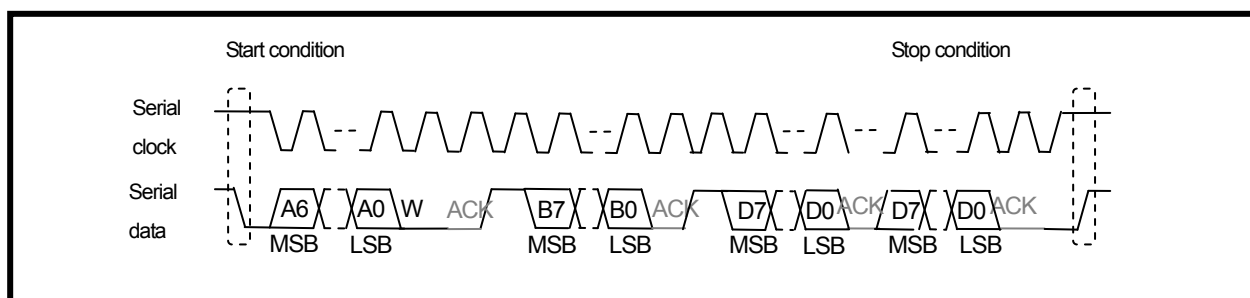 Start condition Stop condition
Serial
clock
Serial
data
A6 A0 W ACK B7 B0 ACK D7 D0 ACK D7 D0 ACK
MSB LSB MSB LSB MSB LSB MSB LSB